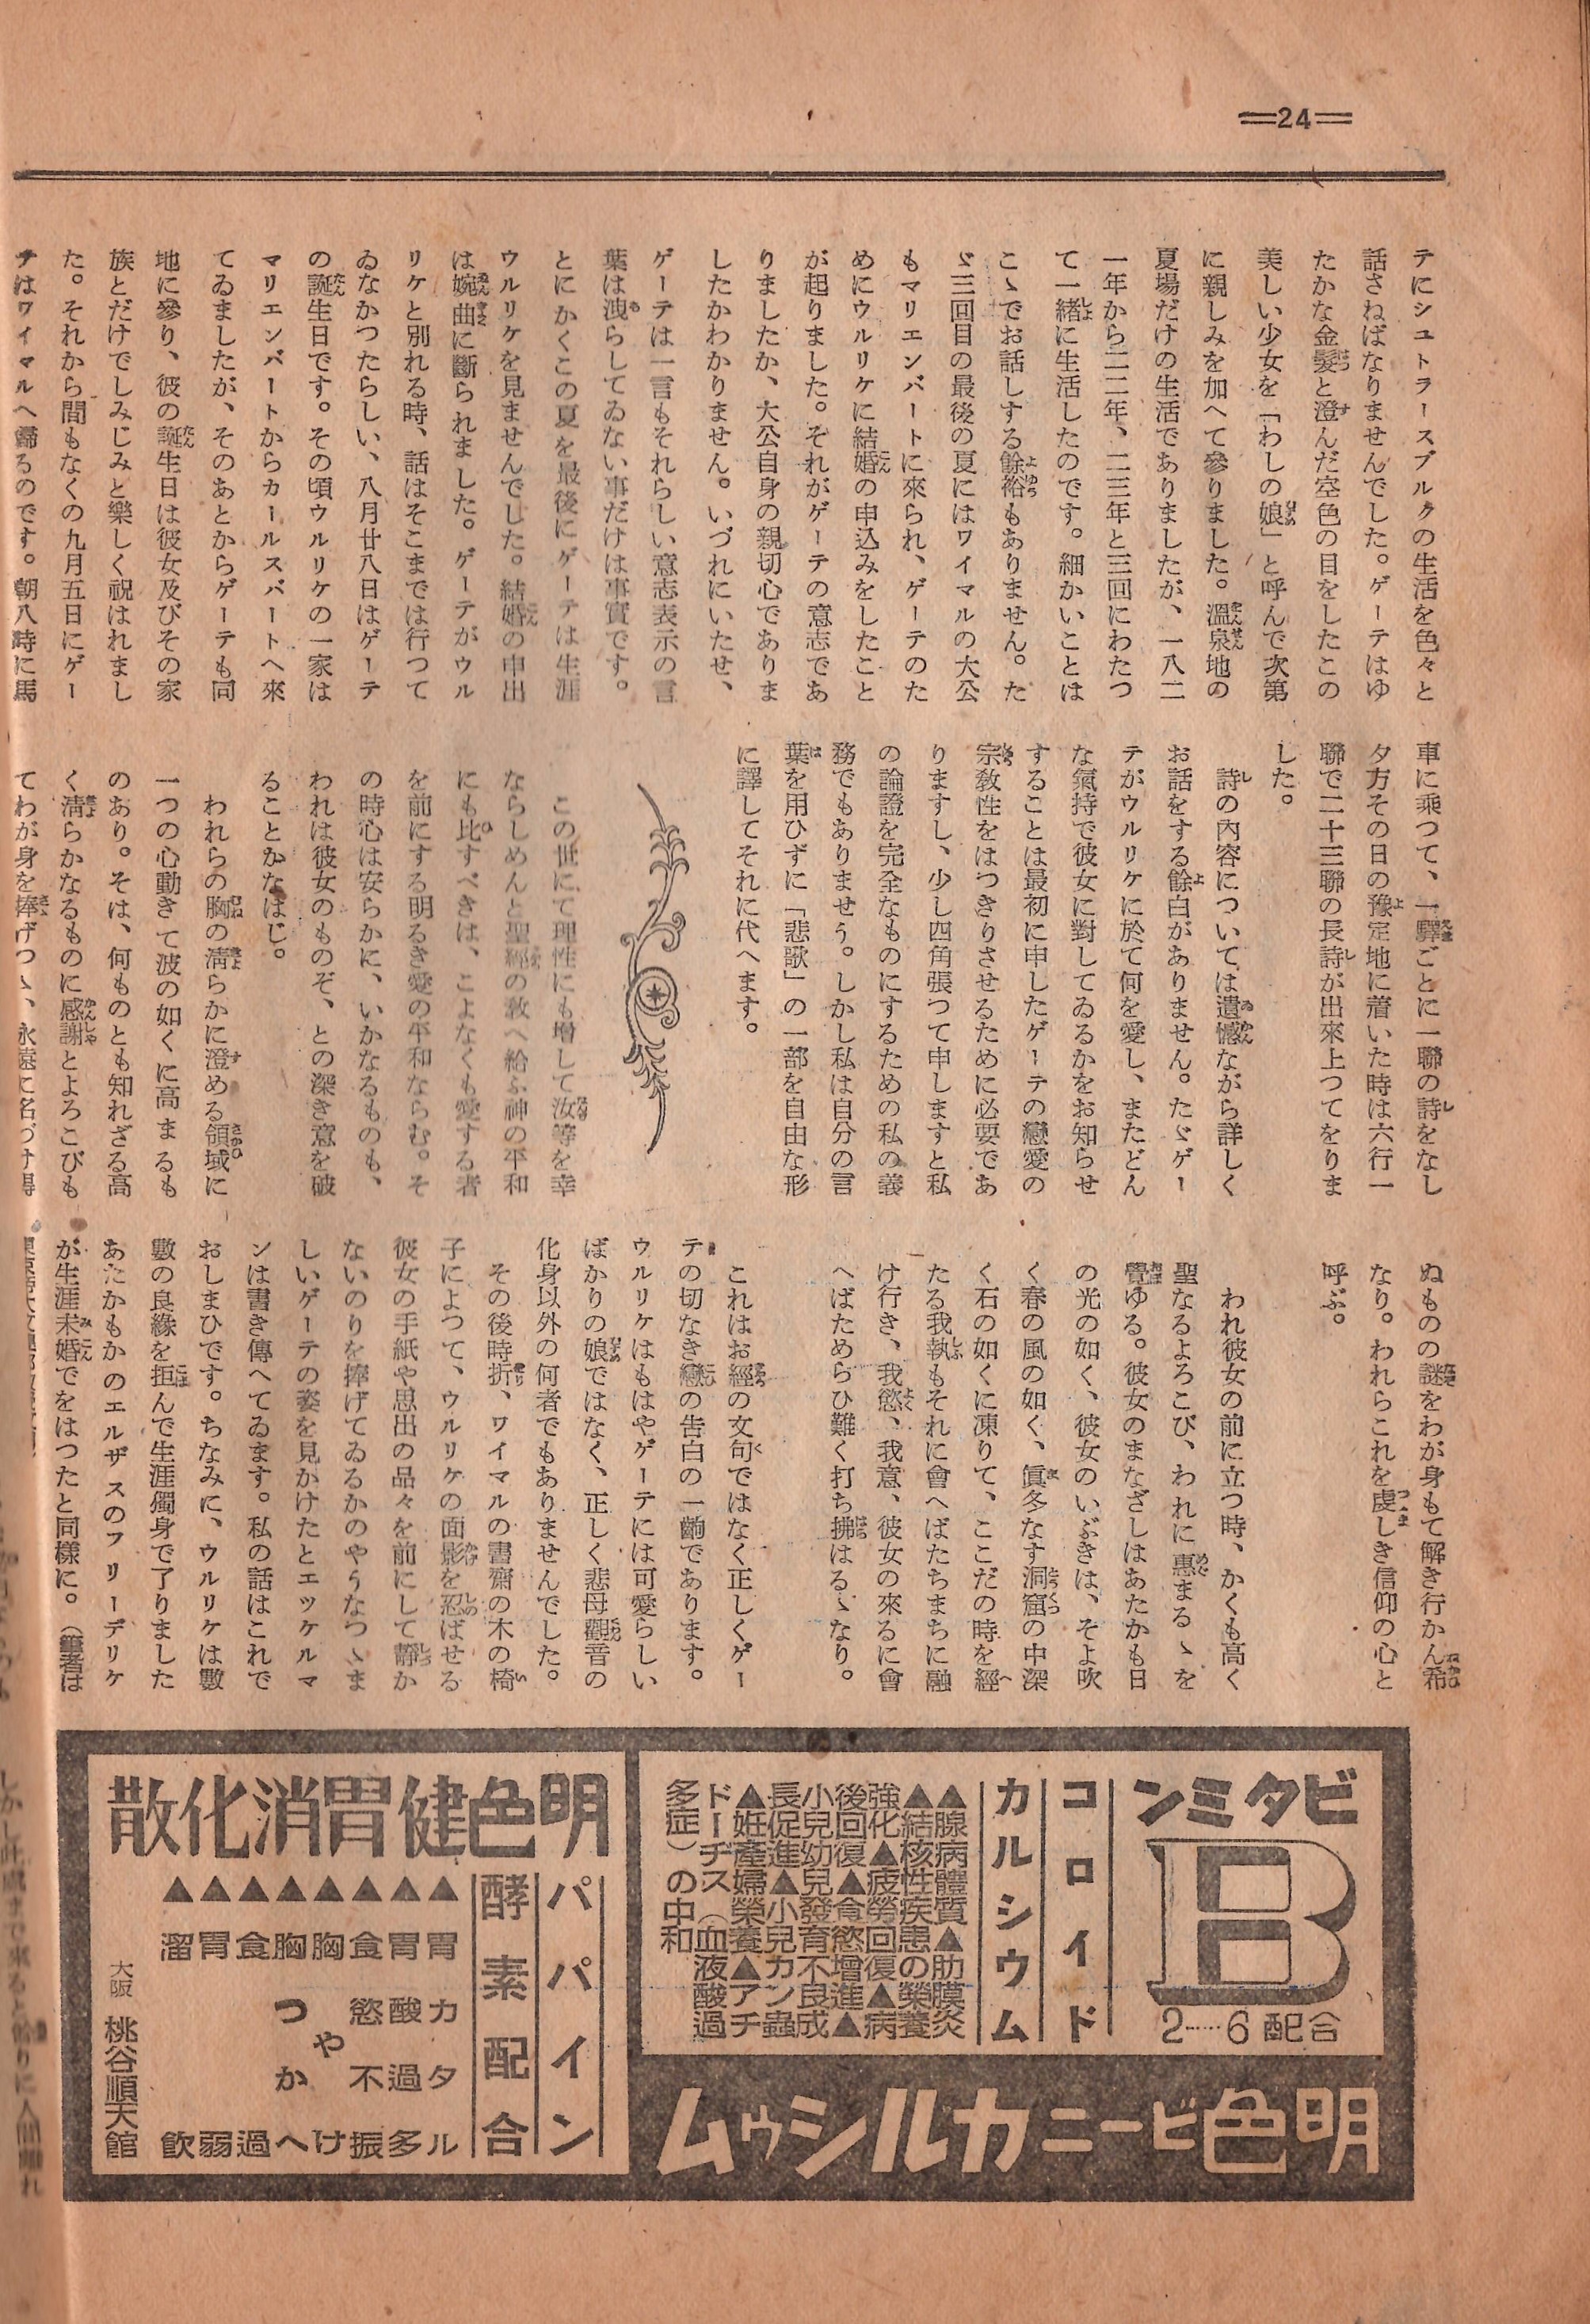 24
テにシュトラースブルクの生活を色々と
話さねばなりませんでした。ゲーテはゆ
たかな金髮と澄んだ空色の目をしたこの
美しい少女を「わしの娘」と呼んで次第
に親しみを加へて參りました。溫泉地の
夏場だけの生活でありましたが、一八二
一年から二二年、二三年と三回にわたつ
て一緒に生活したのです。細かいことは
こゝでお話しする餘裕もありません。た
ゞ三回目の最後の夏にはワイマルの大公
もマリエンバートに來られ、ゲーテのた
めにウルリケに結婚の申込みをしたこと
が起りました。それがゲーテの意志であ
りましたか、大公自身の親切心でありま
したかわかりません。いづれにいたせ、
ゲーテは一言もそれらしい意志表示の言
葉は洩らしてゐない事だけは事實です。
とにかくこの夏を最後にゲーテは生涯
ウルリケを見ませんでした。結婚の申出
は婉曲に斷られました。ゲーテがウル
リケと別れる時、話はそこまでは行つて
ゐなかつたらしい、八月廿八日はゲーテ
の誕生日です。その頃ウルリケの一家は
マリエンバートからカールスバートへ來
てゐましたが、そのあとからゲーテも同
地に參り、彼の誕生日は彼女及びその家
族とだけでしみじみと樂しく祝はれまし
た。それから間もなくの九月五日にゲー
テはワイマルへ歸るのです。朝八時に馬
車に乘つて、一驛ごとに一聯の詩をなし
夕方その日の豫定地に着いた時は六行一
聯で二十三聯の長詩が出來上つてをりま
した。
詩の內容については遺憾ながら詳しく
お話をする餘白がありません。たゞゲー
テがウルリケに於て何を愛し、またどん
な氣持で彼女に對してゐるかをお知らせ
することは最初に申したゲーテの戀愛の
宗敎性をはつきりさせるために必要であ
りますし、少し四角張つて申しますと私
の論證を完全なものにするための私の義
務でもありませう。しかし私は自分の言
葉を用ひずに「悲歌」の一部を自由な形
に譯してそれに代へます。
この世にて理性にも增して汝等を幸
ならしめんと聖經の敎へ給ふ神の平和
にも比すべきは、こよなくも愛する者
を前にする明るき愛の平和ならむ。そ
の時心は安らかに、いかなるものも、
われは彼女のものぞ、との深き意を破
ることかなはじ。
われらの胸の淸らかに澄める領域に
一つの心動きて波の如くに高まるも
のあり。そは、何ものとも知れざる高
く淸らかなるものに感謝とよろこびも
てわが身を捧げつゝ、永遠に名づけ得
ぬものの謎をわが身もて解き行かん希
なり。われらこれを虔しき信仰の心と
呼ぶ。
われ彼女の前に立つ時、かくも高く
聖なるよろこび、われに惠まるゝを
覺ゆる。彼女のまなざしはあたかも日
の光の如く、彼女のいぶきは、そよ吹
く春の風の如く、眞冬なす洞窟の中深
く石の如くに凍りて、ここだの時を經
たる我執もそれに會へばたちまちに融
け行き、我慾、我意、彼女の來るに會
へばためらひ難く打ち拂はるゝなり。
これはお經の文句ではなく正しくゲー
テの切なき戀の告白の一齣であります。
ウルリケはもはやゲーテには可愛らしい
ばかりの娘ではなく、正しく悲母觀音の
化身以外の何者でもありませんでした。
その後時折、ワイマルの書齋の木の椅
子によつて、ウルリケの面影を忍ばせる
彼女の手紙や思出の品々を前にして靜か
ないのりを捧げてゐるかのやうなつゝま
しいゲーテの姿を見かけたとエッケルマ
ンは書き傳へてゐます。私の話はこれで
おしまひです。ちなみに、ウルリケは數
數の良緣を拒んで生涯獨身で了りました
あたかもかのエルザスのフリーデリケ
が生涯未婚でをはつたと同樣に。（筆者は
ビタミン
B
2……6配合
コロイド
カルシウム
▲腺病體質▲肋膜炎
▲結核性疾患の榮養
強化▲疲勞回復▲病
後回復▲食慾增進▲
小兒幼兒發育不良成
長促進▲小兒カン蟲
▲妊產婦榮養▲アチ
ドーヂス（血液酸過
多症）の中和
明色ビーニカルシゥム
明色健胃消化散
パパイン
酵素配合
▲胃カタル
▲胃酸過多
▲食慾不振
▲胸やけ
▲胸つかへ
▲食過
▲胃弱
▲溜飮
大阪 桃谷順天館